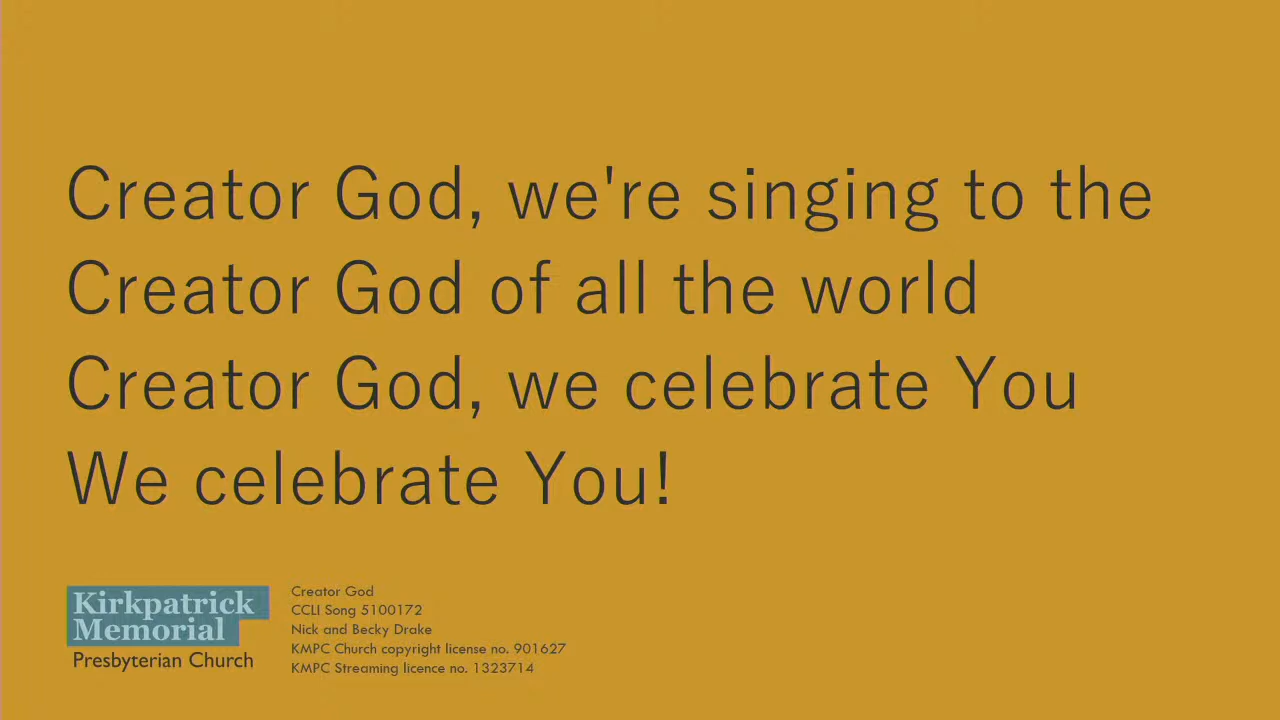 Creator God, we're singing to the
Creator God of all the world
Creator God, we celebrate You
We celebrate You!
Kirkpatrick
Memorial
Presbyterian Church
Creator God
CCLI Song 5100172
Nick and Becky Drake
KMPC Church copyright license no. 901627
KMPC Streaming licence no. 1323714